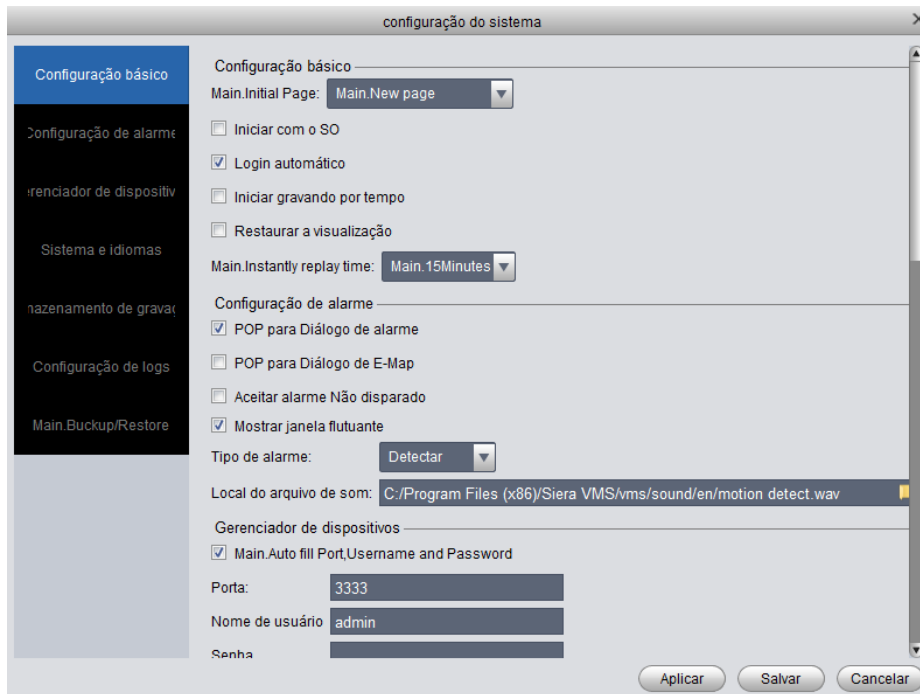 configuração do sistema
Configuração básico
Configuração de alarme
erenciador de dispositiv
Sistema e idiomas
mazenamento de gravaç
Configuração de logs
Main.Buckup/Restore
Configuração básico
Main.Initial Page: Main.New page
Iniciar com o SO
Login automático
Iniciar gravando por tempo
Restaurar a visualização
Main.Instantly replay time: Main.15Minutes
Configuração de alarme
POP para Diálogo de alarme
POP para Diálogo de E-Map
Aceitar alarme Não disparado
Mostrar janela flutuante
Tipo de alarme: Detectar
Local do arquivo de som: C:/Program Files (x86)/Siera VMS/vms/sound/en/motion detect.wav
Gerenciador de dispositivos
Main.Auto fill Port,Username and Password
Porta: 3333
Nome de usuário admin
Senha
Aplicar Salvar Cancelar